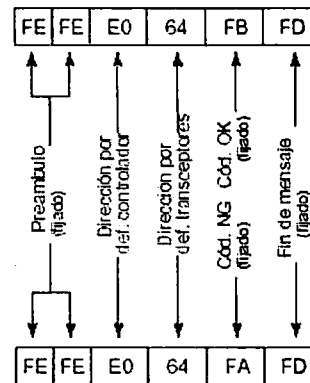 FE FE E0 64 FB FD
Preámbulo
(fijado)
Dirección por
def. controlador
Dirección por
def. transceptores
Cód. NG Cód. OK
(fijado) (fijado)
Fin de mensaje
(fijado)
FE FE E0 64 FA FD